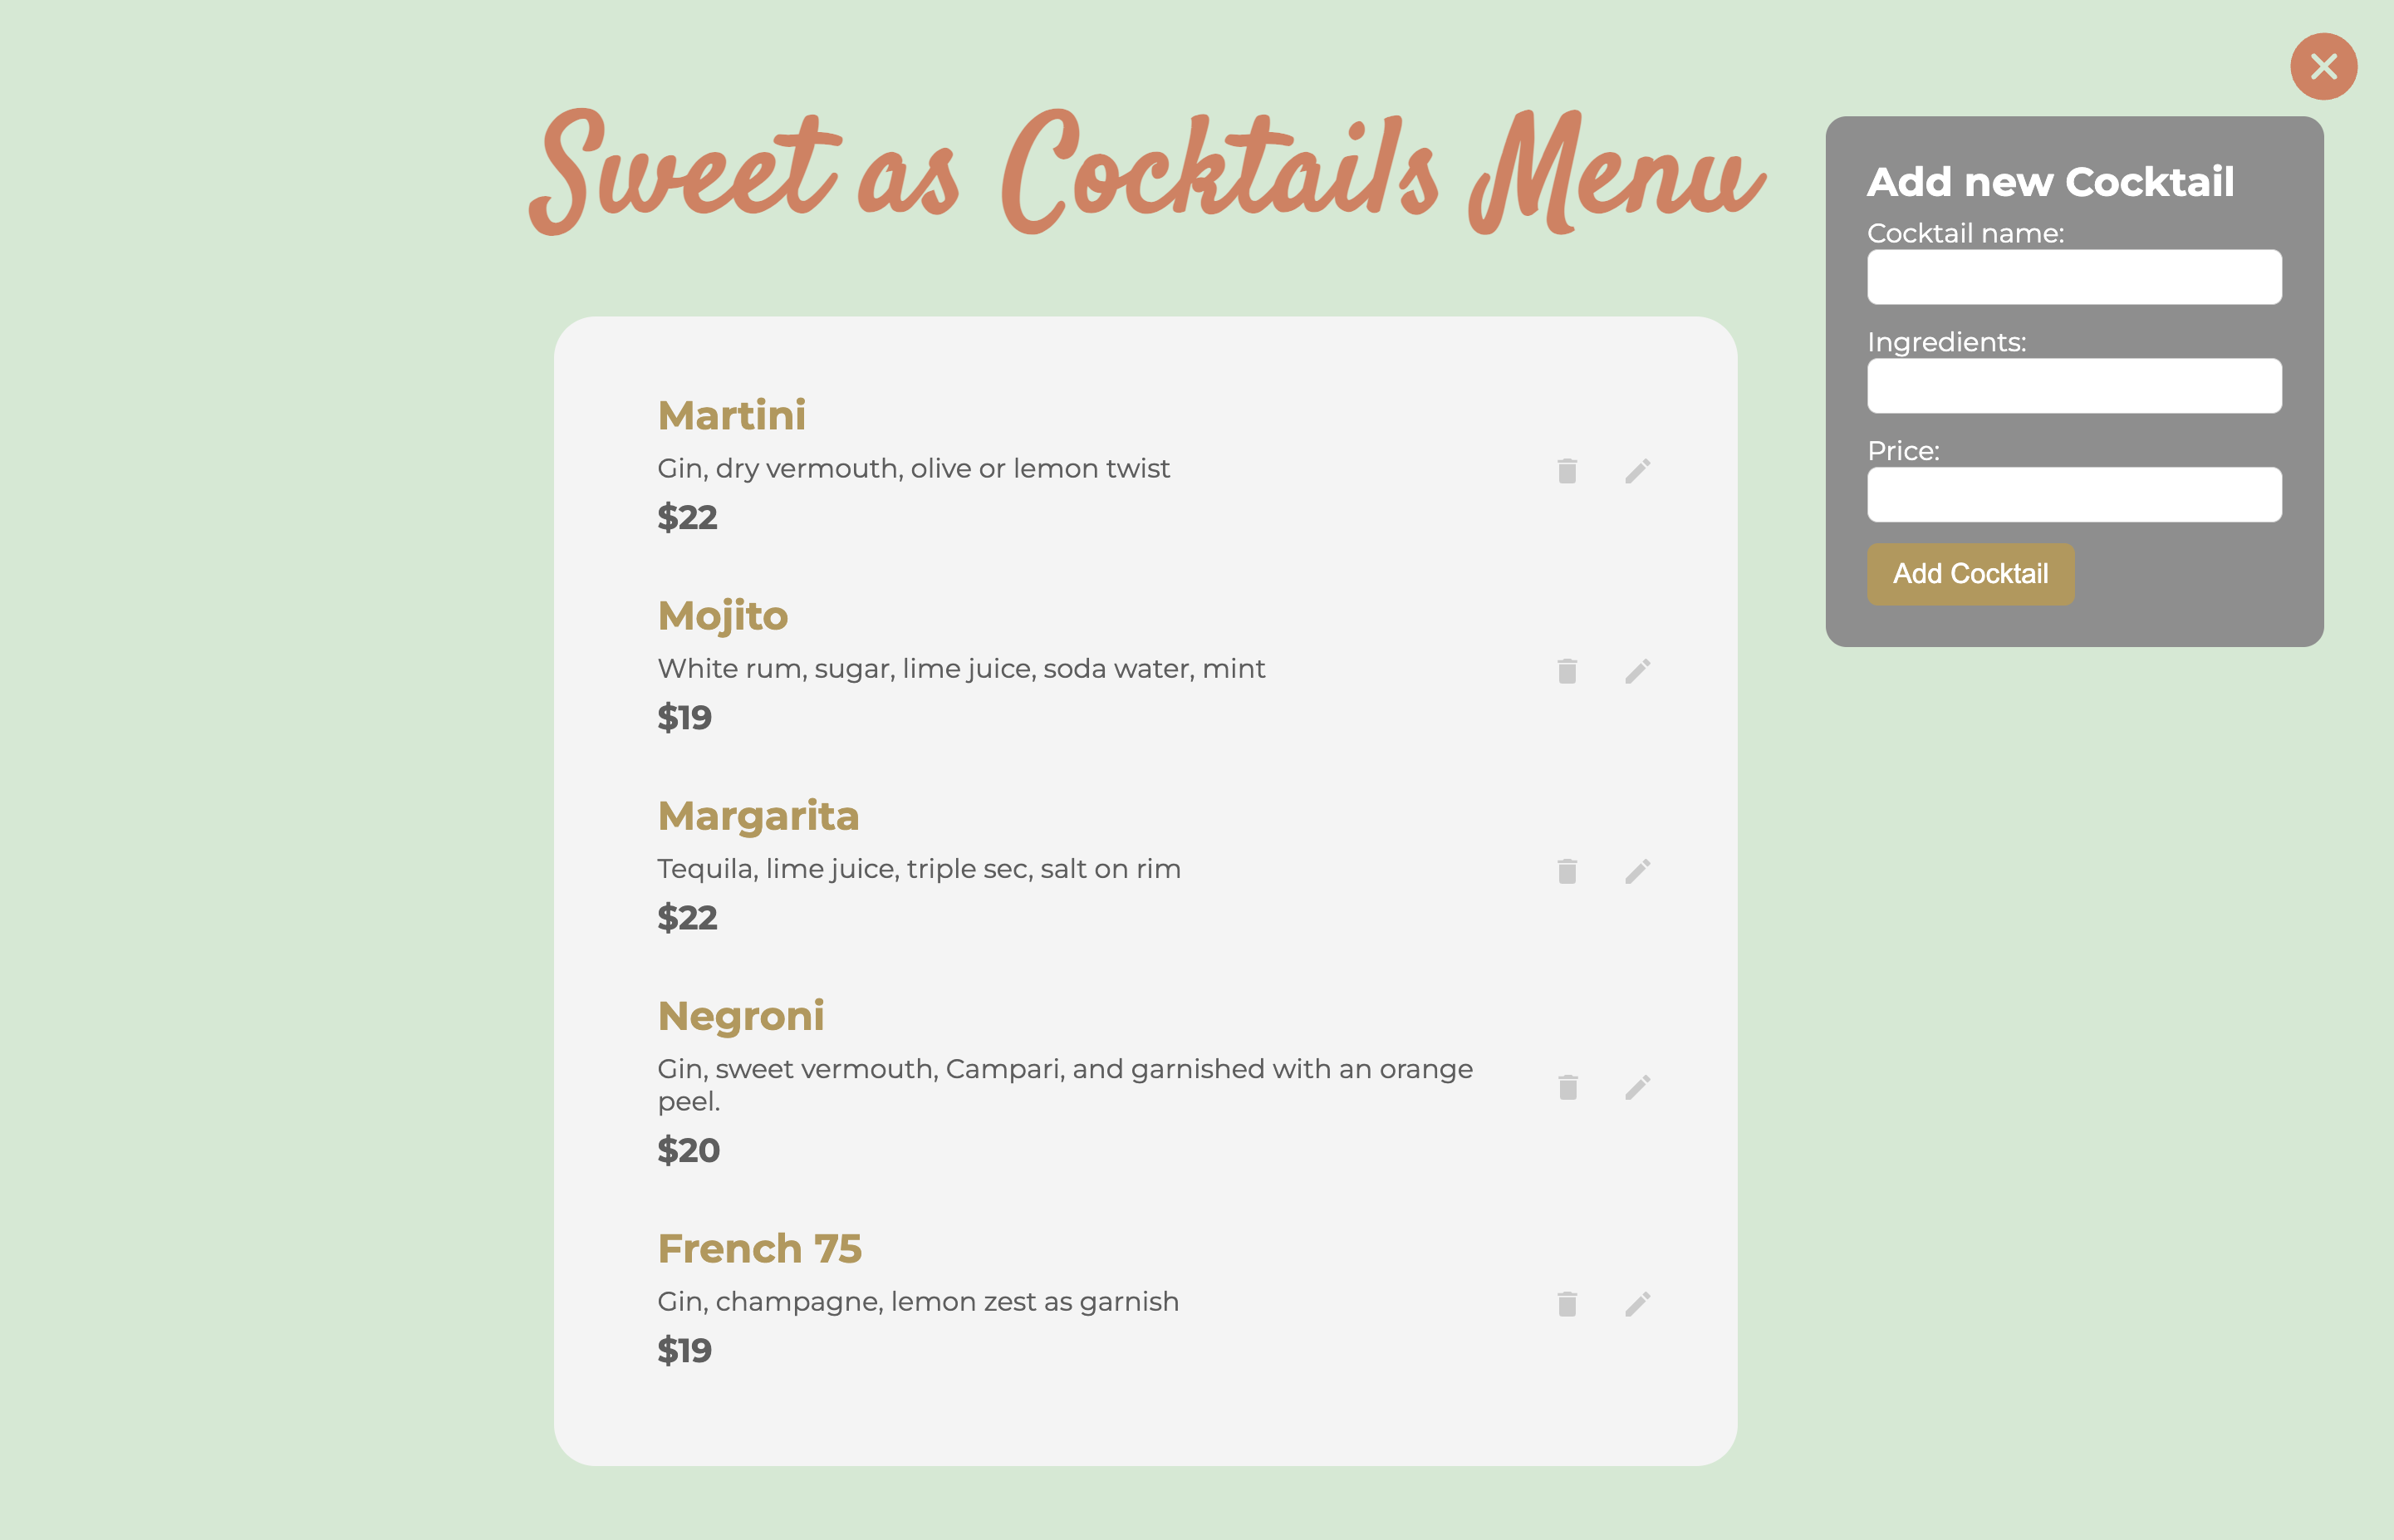 Sweet as Cocktails Menu
Martini
Gin, dry vermouth, olive or lemon twist
$22
Mojito
White rum, sugar, lime juice, soda water, mint
$19
Margarita
Tequila, lime juice, triple sec, salt on rim
$22
Negroni
Gin, sweet vermouth, Campari, and garnished with an orange
peel.
$20
French 75
Gin, champagne, lemon zest as garnish
$19
Add new Cocktail
Cocktail name:
Ingredients:
Price:
Add Cocktail